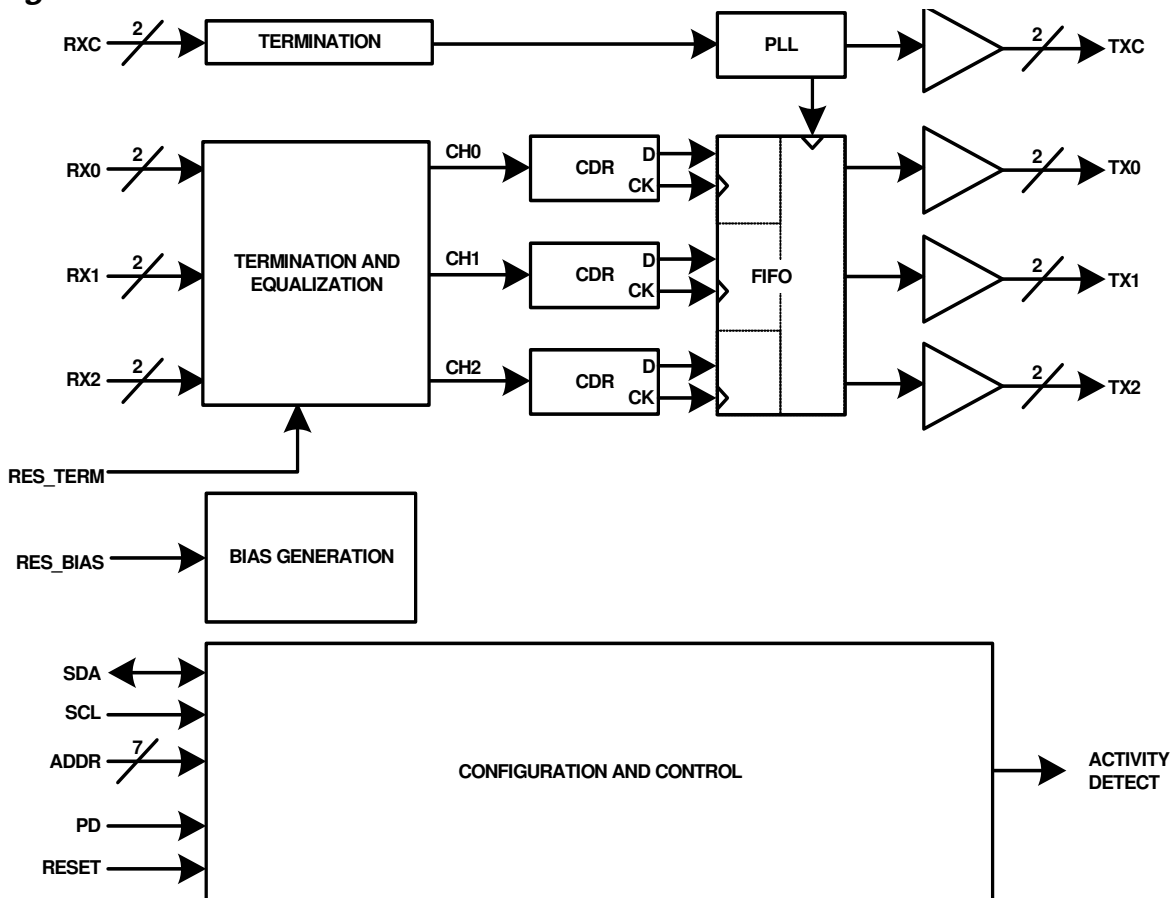 g
RXC 2 TERMINATION PLL 2 TXC
RX0 2 CH0 CDR D CK 2 TX0
RX1 2 TERMINATION AND EQUALIZATION CH1 CDR D CK FIFO 2 TX1
RX2 2 CH2 CDR D CK 2 TX2
RES_TERM
RES_BIAS BIAS GENERATION
SDA
SCL
ADDR 7
CONFIGURATION AND CONTROL
ACTIVITY
DETECT
PD
RESET